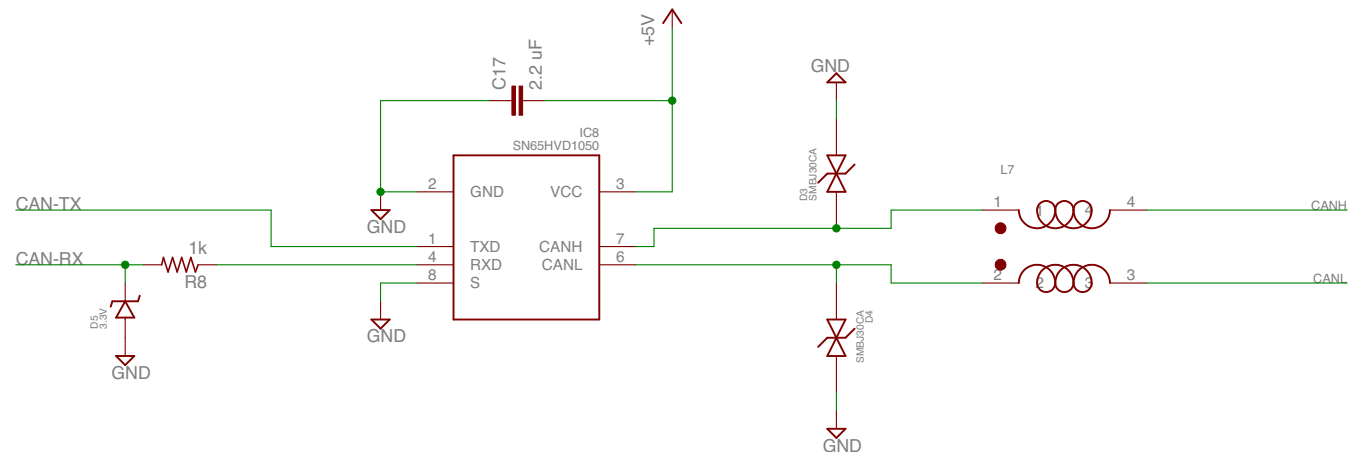 +5V
C17
2.2 uF
GND
IC8
SN65HVD1050
2
GND
VCC
3
D3
SMBJ30CA
L7
CAN-TX
GND
1
4
1
4
CANH
1
TXD
CANH
7
CAN-RX
1k
R8
4
RXD
CANL
6
8
S
2
3
2
3
CANL
D5
3.3V
GND
GND
SMBJ30CA
D4
GND